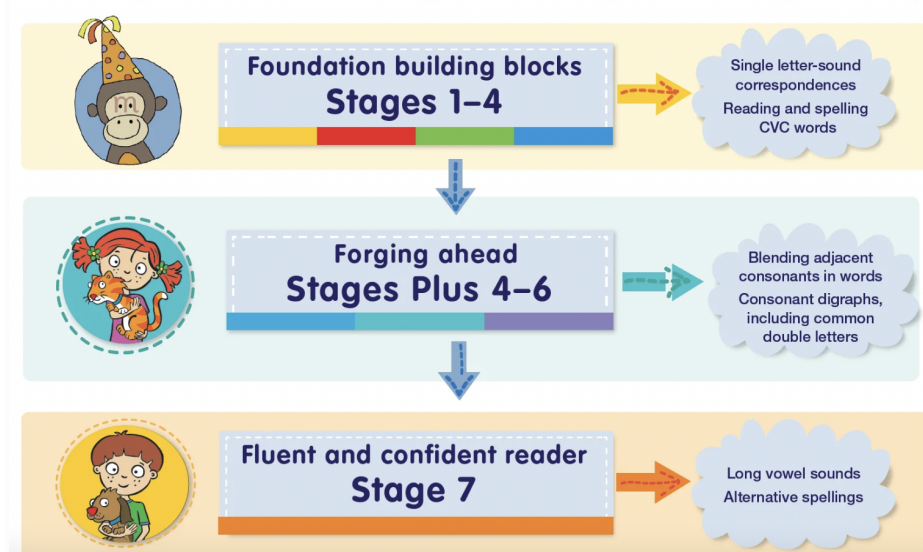 Foundation building blocks
Stages 1–4
Single letter-sound
correspondences
Reading and spelling
CVC words
Forging ahead
Stages Plus 4–6
Blending adjacent
consonants in words
Consonant digraphs,
including common
double letters
Fluent and confident reader
Stage 7
Long vowel sounds
Alternative spellings